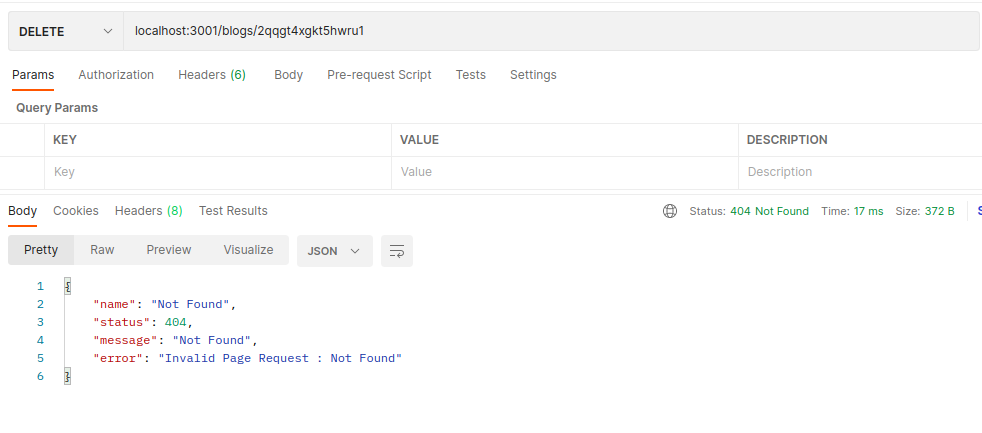 DELETE localhost:3001/blogs/2qqgt4xgkt5hwru1
Params Authorization Headers (6) Body Pre-request Script Tests Settings
Query Params
KEY VALUE DESCRIPTION
Key Value Description
Body Cookies Headers (8) Test Results Status: 404 Not Found Time: 17 ms Size: 372 B S
Pretty Raw Preview Visualize JSON
1 {
2 "name": "Not Found",
3 "status": 404,
4 "message": "Not Found",
5 "error": "Invalid Page Request : Not Found"
6 }